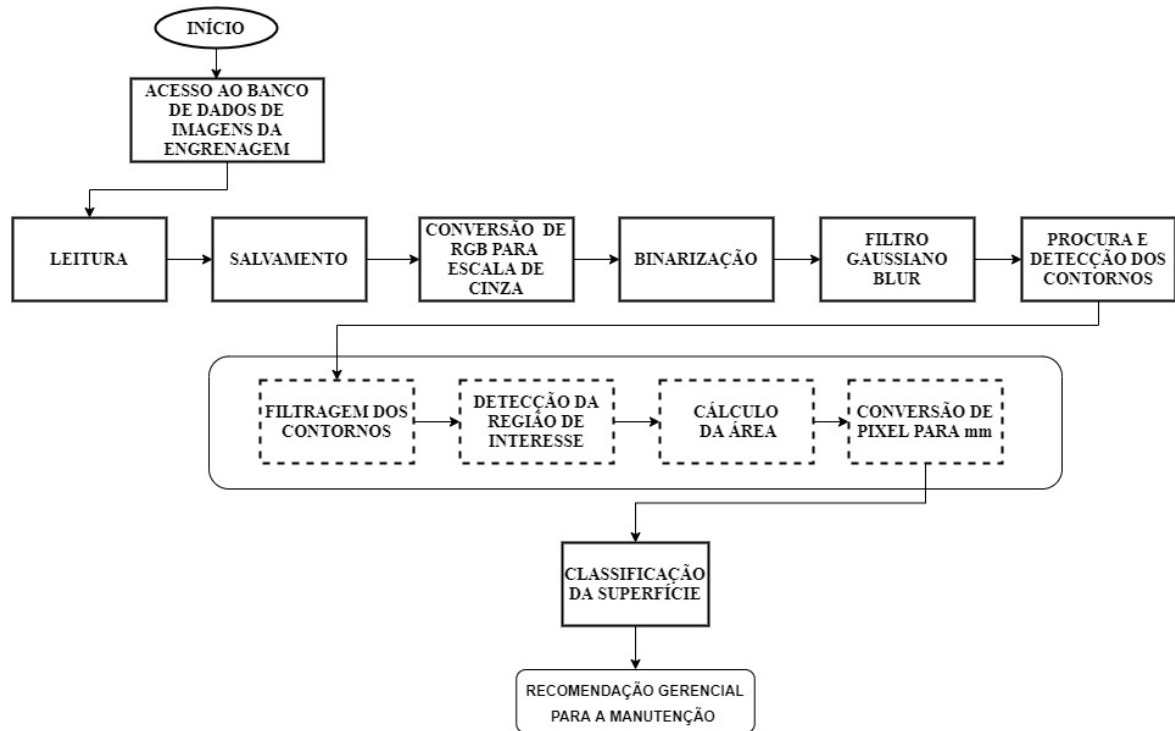 INÍCIO
ACESSO AO BANCO
DE DADOS DE
IMAGENS DA
ENGRENAGEM
LEITURA
SALVAMENTO
CONVERSÃO DE
RGB PARA
ESCALA DE
CINZA
BINARIZAÇÃO
FILTRO
GAUSSIANO
BLUR
PROCURA E
DETECÇÃO DOS
CONTORNOS
FILTRAGEM DOS
CONTORNOS
DETECÇÃO DA
REGIÃO DE
INTERESSE
CÁLCULO
DA ÁREA
CONVERSÃO DE
PIXEL PARA mm
CLASSIFICAÇÃO
DA SUPERFÍCIE
RECOMENDAÇÃO GERENCIAL
PARA A MANUTENÇÃO